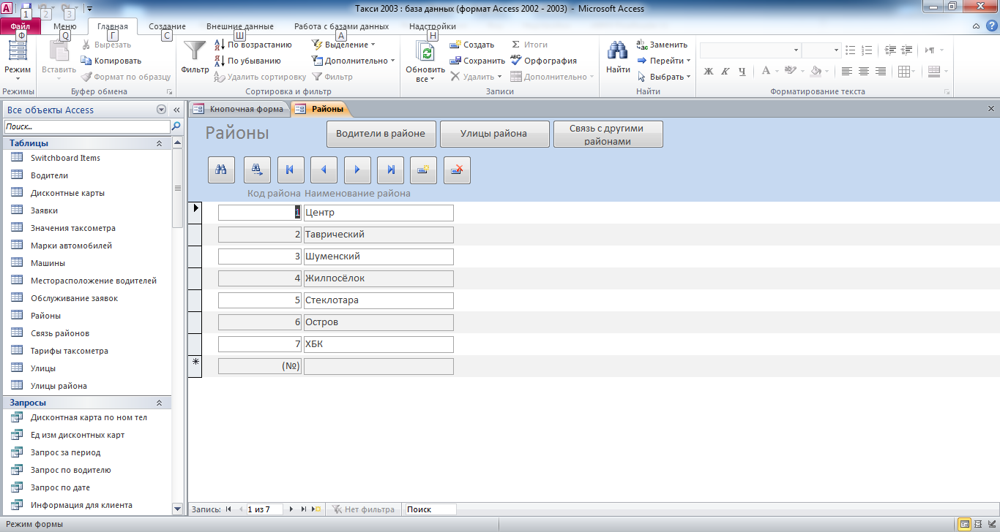 Такси 2003 : база данных (формат Access 2002 - 2003) - Microsoft Access
1 2 3
Файл Меню Главная Создание Внешние данные Работа с базами данных Надстройки
Ф Q Г С Ш А Н
Режим
Режимы
Вставить
Вырезать
Копировать
Формат по образцу
Буфер обмена
Фильтр
По возрастанию
По убыванию
Удалить сортировку
Выделение
Дополнительно
Фильтр
Сортировка и фильтр
Обновить
все
Создать
Сохранить
Удалить
Итоги
Орфография
Дополнительно
Записи
Найти
Заменить
Перейти
Выбрать
Найти
Ж К Ч
А
Форматирование текста
Все объекты Access
Поиск...
Таблицы
Switchboard Items
Водители
Дисконтные карты
Заявки
Значения таксометра
Марки автомобилей
Машины
Месторасположение водителей
Обслуживание заявок
Районы
Связь районов
Тарифы таксометра
Улицы
Улицы района
Запросы
Дисконтная карта по ном тел
Ед изм дисконтных карт
Запрос за период
Запрос по водителю
Запрос по дате
Информация для клиента
Кнопочная форма Районы
Районы
Водители в районе
Улицы района
Связь с другими
районами
Код района Наименование района
1 Центр
2 Таврический
3 Шуменский
4 Жилпосёлок
5 Стеклотара
6 Остров
7 ХБК
(№)
Запись: 1 из 7 Нет фильтра Поиск
Режим формы